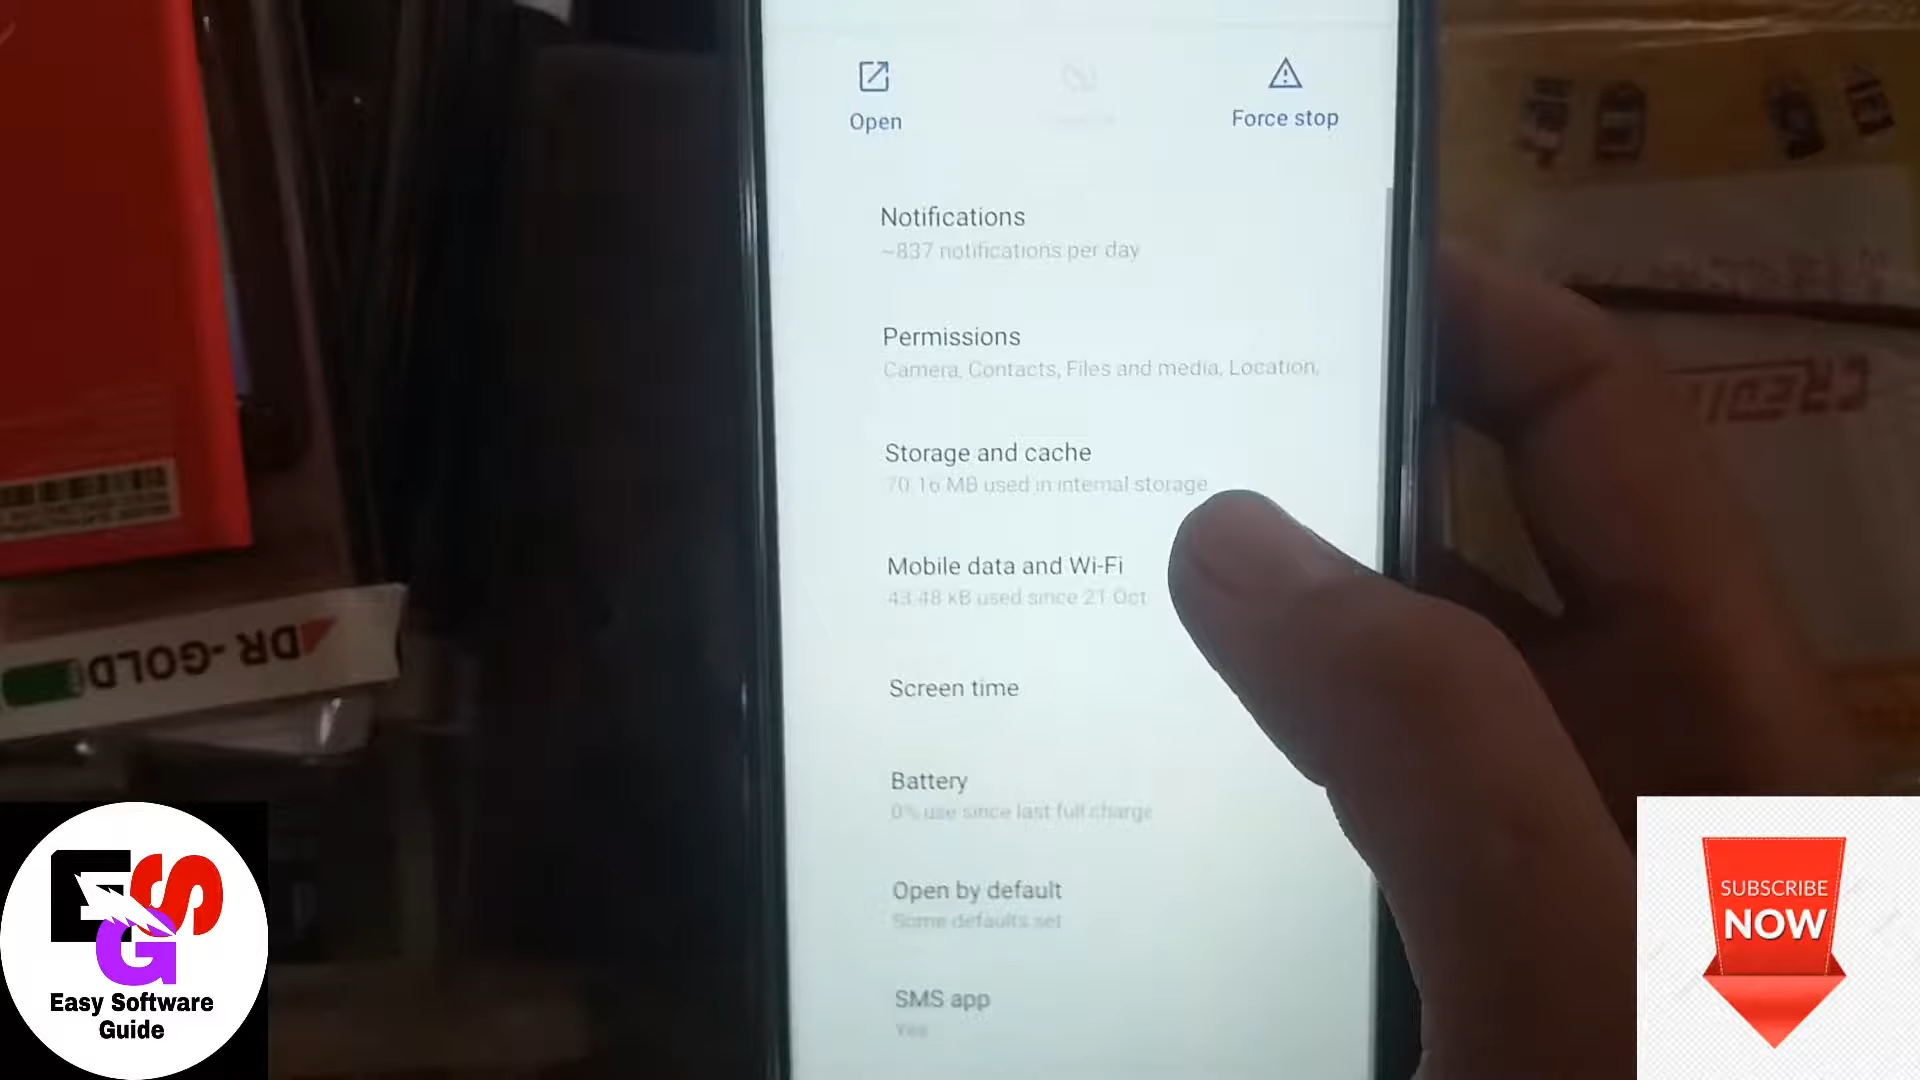 Open
Force stop
Notifications
~837 notifications per day
Permissions
Camera, Contacts, Files and media, Location,
Storage and cache
70.16 MB used in internal storage
Mobile data and Wi-Fi
43.48 kB used since 21 Oct
Screen time
Battery
0% use since last full charge
Open by default
Some defaults set
SMS app
Yes
DR-GOLD
CREDIT
EGS
Easy Software
Guide
SUBSCRIBE
NOW